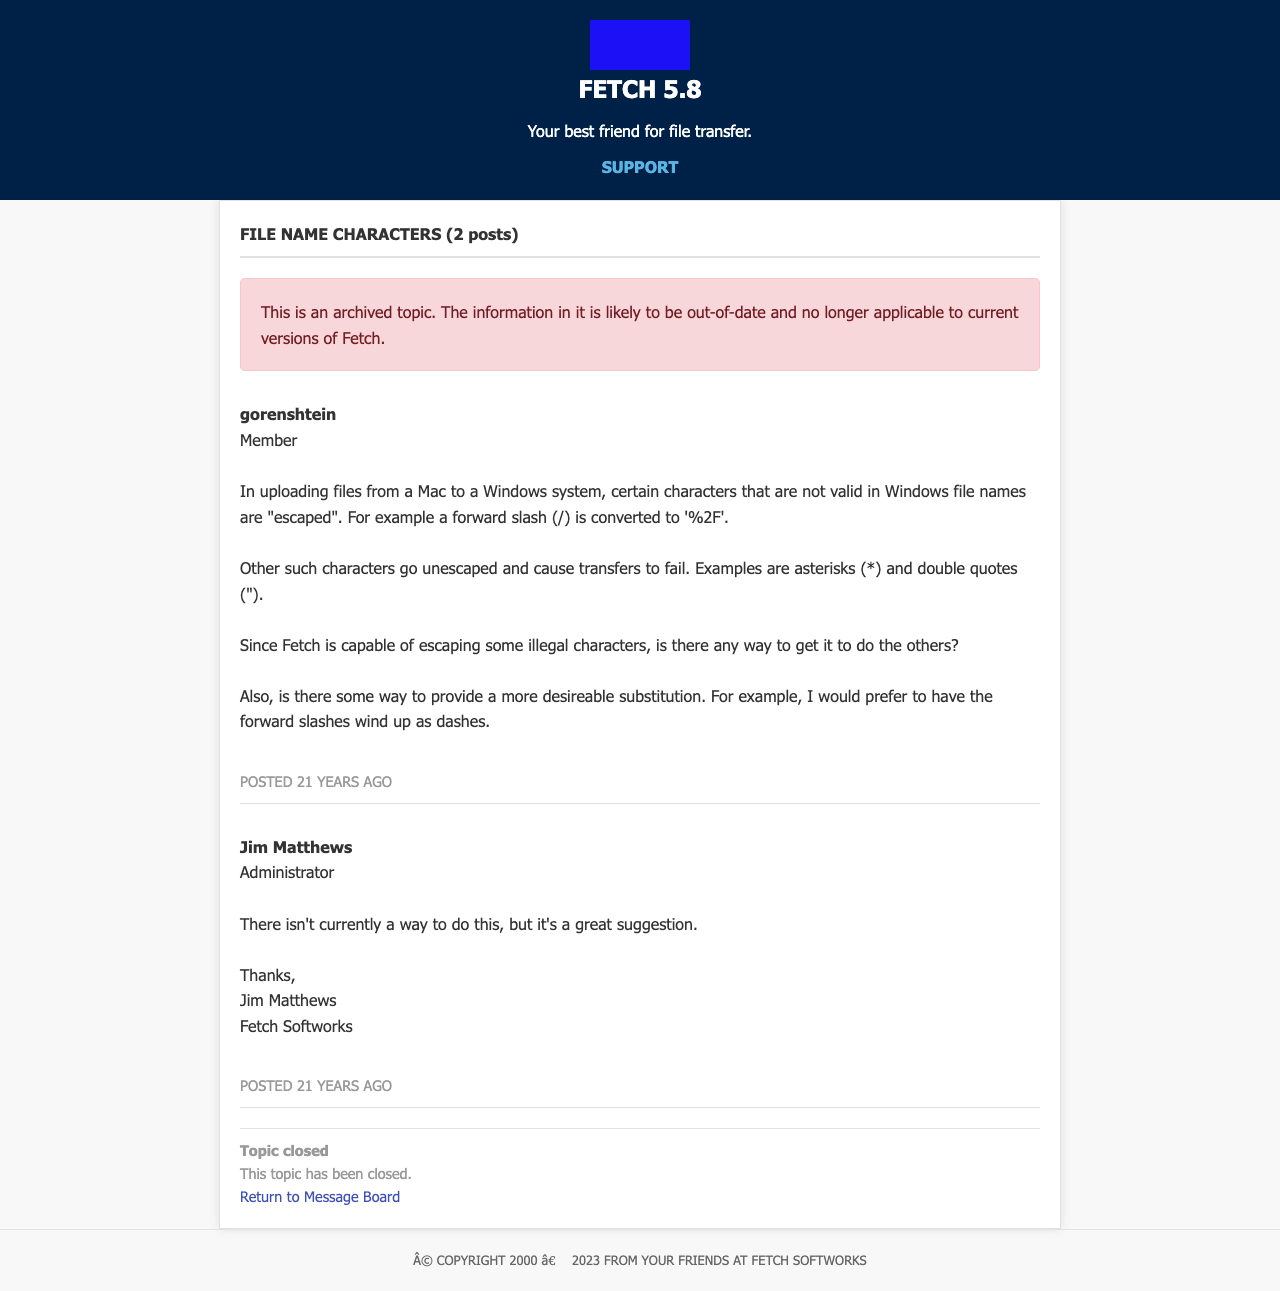 FETCH 5.8
Your best friend for file transfer.
SUPPORT
FILE NAME CHARACTERS (2 posts)
This is an archived topic. The information in it is likely to be out-of-date and no longer applicable to current
versions of Fetch.
gorenshtein
Member
In uploading files from a Mac to a Windows system, certain characters that are not valid in Windows file names
are "escaped". For example a forward slash (/) is converted to '%2F'.
Other such characters go unescaped and cause transfers to fail. Examples are asterisks (*) and double quotes
(").
Since Fetch is capable of escaping some illegal characters, is there any way to get it to do the others?
Also, is there some way to provide a more desireable substitution. For example, I would prefer to have the
forward slashes wind up as dashes.
POSTED 21 YEARS AGO
Jim Matthews
Administrator
There isn't currently a way to do this, but it's a great suggestion.
Thanks,
Jim Matthews
Fetch Softworks
POSTED 21 YEARS AGO
Topic closed
This topic has been closed.
Return to Message Board
Â© COPYRIGHT 2000 â€ 2023 FROM YOUR FRIENDS AT FETCH SOFTWORKS